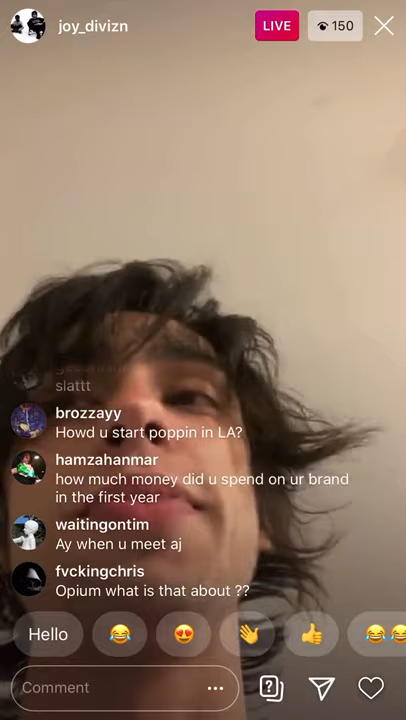 joy_divizn
LIVE
150
slattt
brozzayy
Howd u start poppin in LA?
hamzahanmar
how much money did u spend on ur brand
in the first year
waitingontim
Ay when u meet aj
fvckingchris
Opium what is that about ??
Hello
Comment